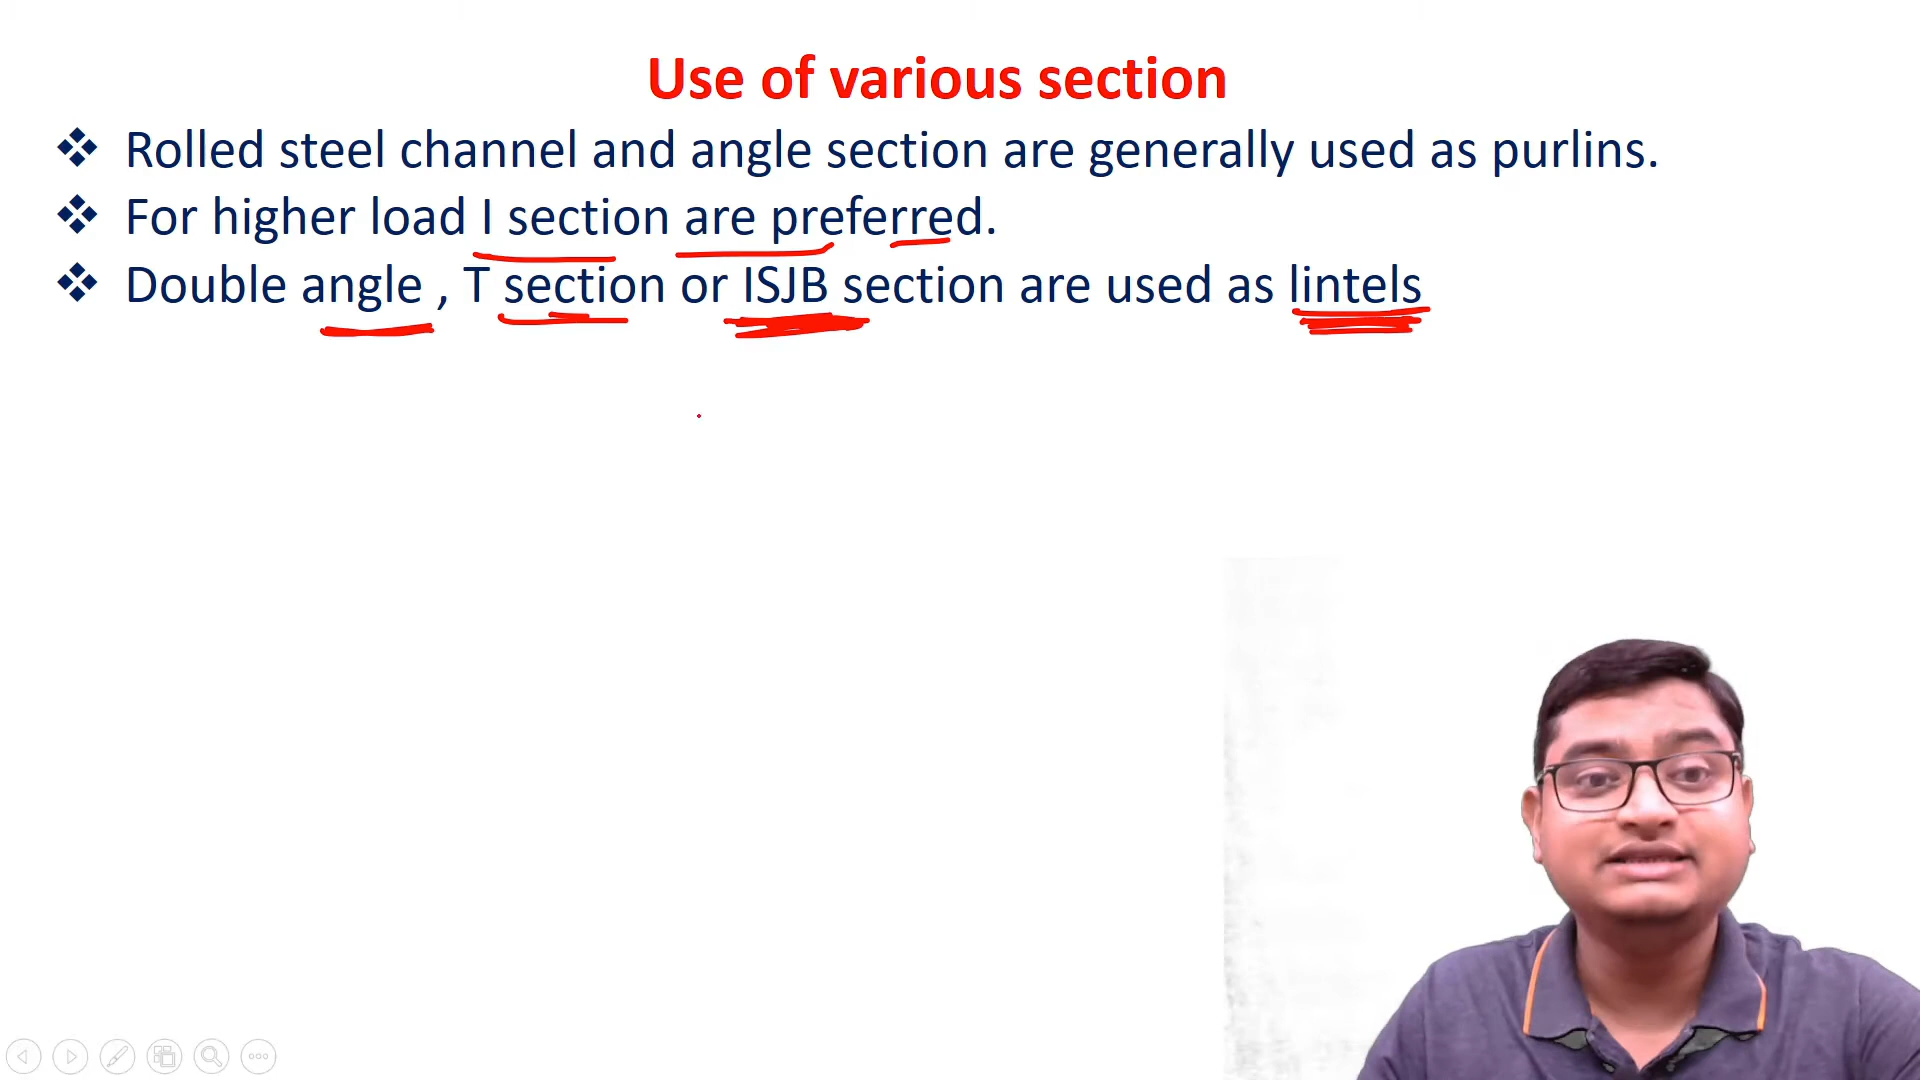 Use of various section
Rolled steel channel and angle section are generally used as purlins.
For higher load I section are preferred.
Double angle , T section or ISJB section are used as lintels